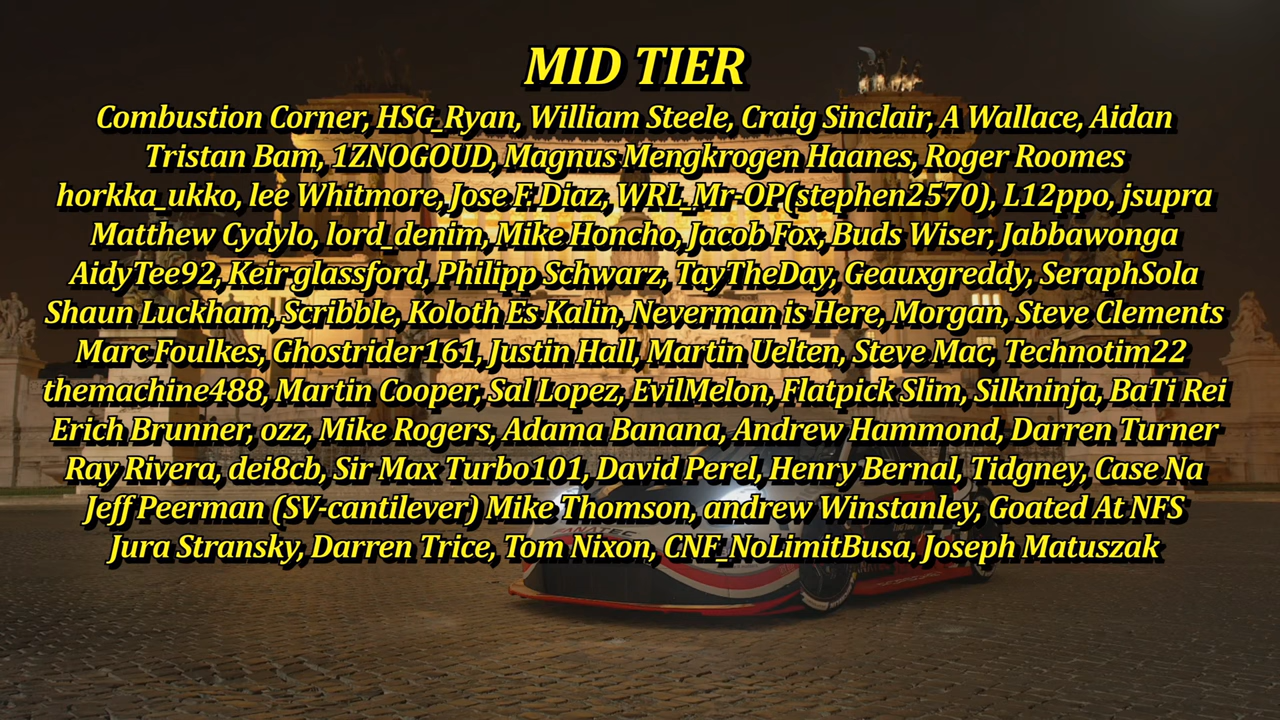 MID TIER
Combustion Corner, HSG_Ryan, William Steele, Craig Sinclair, A Wallace, Aidan
Tristan Bam, 1ZNOGOUD, Magnus Mengkrogen Haanes, Roger Roomes
horkka_ukko, lee Whitmore, Jose F. Diaz, WRL_Mr-OP(stephen2570), L12ppo, jsupra
Matthew Cydylo, lord_denim, Mike Honcho, Jacob Fox, Buds Wiser, Jabbawonga
AidyTee92, Keir glassford, Philipp Schwarz, TayTheDay, Geauxgreddy, SeraphSola
Shaun Luckham, Scribble, Koloth Es Kalin, Neverman is Here, Morgan, Steve Clements
Marc Foulkes, Ghostrider161, Justin Hall, Martin Uelten, Steve Mac, Technotim22
themachine488, Martin Cooper, Sal Lopez, EvilMelon, Flatpick Slim, Silkninja, BaTi Rei
Erich Brunner, ozz, Mike Rogers, Adama Banana, Andrew Hammond, Darren Turner
Ray Rivera, dei8cb, Sir Max Turbo101, David Perel, Henry Bernal, Tidgney, Case Na
Jeff Peerman (SV-cantilever) Mike Thomson, andrew Winstanley, Goated At NFS
Jura Stransky, Darren Trice, Tom Nixon, CNF_NoLimitBusa, Joseph Matuszak